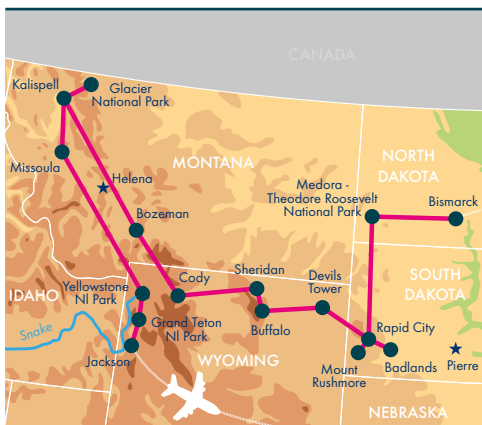 CANADA
Kalispell
Glacier
National Park
Missoula
Helena
MONTANA
NORTH
DAKOTA
Medora -
Theodore Roosevelt
National Park
Bismarck
Bozeman
Yellowstone
Nl Park
Cody
Sheridan
Devils
Tower
SOUTH
DAKOTA
IDAHO
Snake
Grand Teton
Nl Park
Buffalo
Rapid City
Jackson
WYOMING
Mount
Rushmore
Badlands
Pierre
NEBRASKA